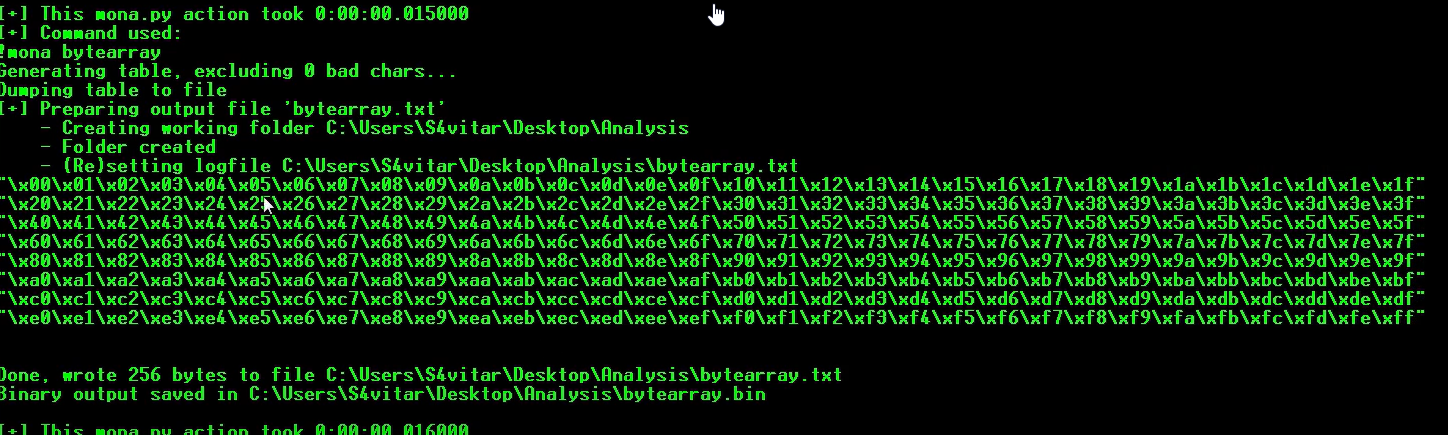 [+] This mona.py action took 0:00:00.015000
[+] Command used:
!mona bytearray
Generating table, excluding 0 bad chars...
Dumping table to file
[+] Preparing output file 'bytearray.txt'
    - Creating working folder C:\Users\S4vitar\Desktop\Analysis
    - Folder created
    - (Re)setting logfile C:\Users\S4vitar\Desktop\Analysis\bytearray.txt
"\x00\x01\x02\x03\x04\x05\x06\x07\x08\x09\x0a\x0b\x0c\x0d\x0e\x0f\x10\x11\x12\x13\x14\x15\x16\x17\x18\x19\x1a\x1b\x1c\x1d\x1e\x1f"
"\x20\x21\x22\x23\x24\x25\x26\x27\x28\x29\x2a\x2b\x2c\x2d\x2e\x2f\x30\x31\x32\x33\x34\x35\x36\x37\x38\x39\x3a\x3b\x3c\x3d\x3e\x3f"
"\x40\x41\x42\x43\x44\x45\x46\x47\x48\x49\x4a\x4b\x4c\x4d\x4e\x4f\x50\x51\x52\x53\x54\x55\x56\x57\x58\x59\x5a\x5b\x5c\x5d\x5e\x5f"
"\x60\x61\x62\x63\x64\x65\x66\x67\x68\x69\x6a\x6b\x6c\x6d\x6e\x6f\x70\x71\x72\x73\x74\x75\x76\x77\x78\x79\x7a\x7b\x7c\x7d\x7e\x7f"
"\x80\x81\x82\x83\x84\x85\x86\x87\x88\x89\x8a\x8b\x8c\x8d\x8e\x8f\x90\x91\x92\x93\x94\x95\x96\x97\x98\x99\x9a\x9b\x9c\x9d\x9e\x9f"
"\xa0\xa1\xa2\xa3\xa4\xa5\xa6\xa7\xa8\xa9\xaa\xab\xac\xad\xae\xaf\xb0\xb1\xb2\xb3\xb4\xb5\xb6\xb7\xb8\xb9\xba\xbb\xbc\xbd\xbe\xbf"
"\xc0\xc1\xc2\xc3\xc4\xc5\xc6\xc7\xc8\xc9\xca\xcb\xcc\xcd\xce\xcf\xd0\xd1\xd2\xd3\xd4\xd5\xd6\xd7\xd8\xd9\xda\xdb\xdc\xdd\xde\xdf"
"\xe0\xe1\xe2\xe3\xe4\xe5\xe6\xe7\xe8\xe9\xea\xeb\xec\xed\xee\xef\xf0\xf1\xf2\xf3\xf4\xf5\xf6\xf7\xf8\xf9\xfa\xfb\xfc\xfd\xfe\xff"
Done, wrote 256 bytes to file C:\Users\S4vitar\Desktop\Analysis\bytearray.txt
Binary output saved in C:\Users\S4vitar\Desktop\Analysis\bytearray.bin
[+] This mona.py action took 0:00:00.016000